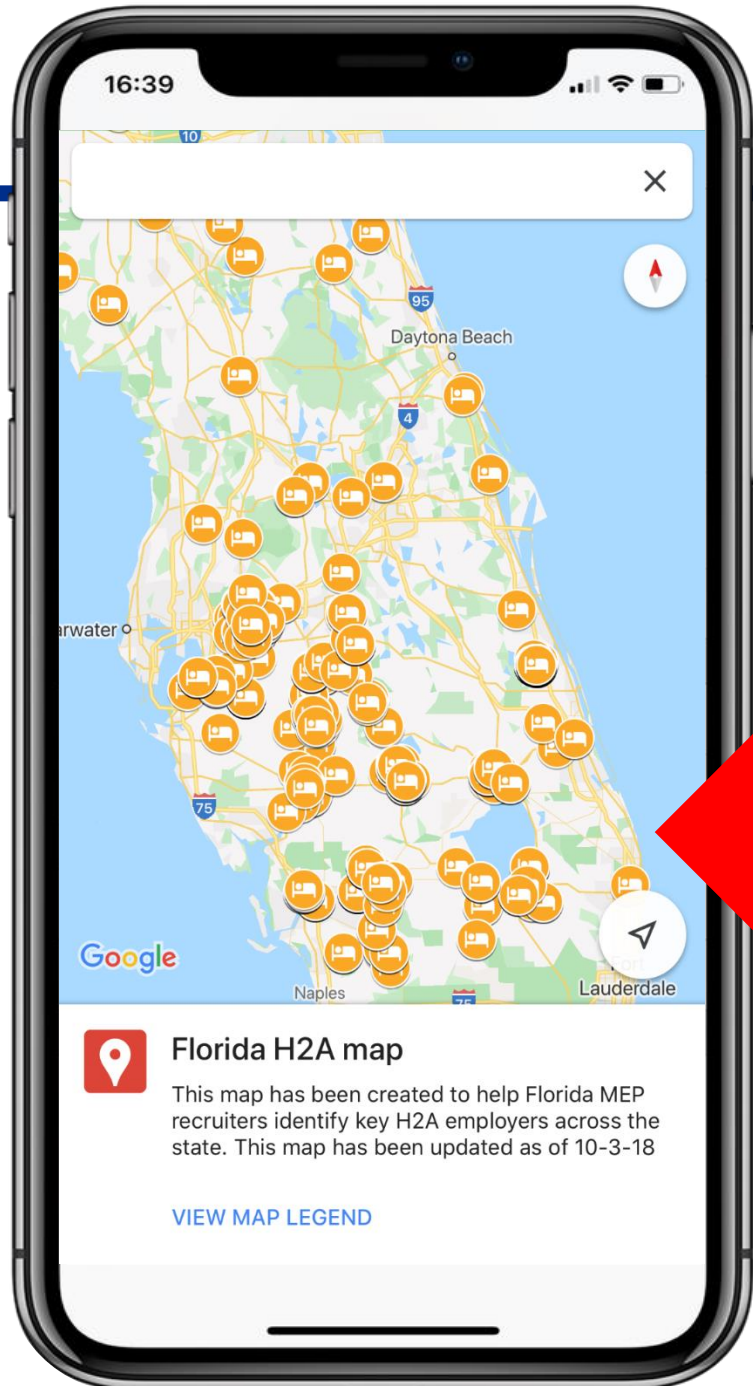 16:39
10
95
Daytona Beach
4
arwater
75
Google
Fort
Naples
75
Lauderdale
Florida H2A map
This map has been created to help Florida MEP
recruiters identify key H2A employers across the
state. This map has been updated as of 10-3-18
VIEW MAP LEGEND